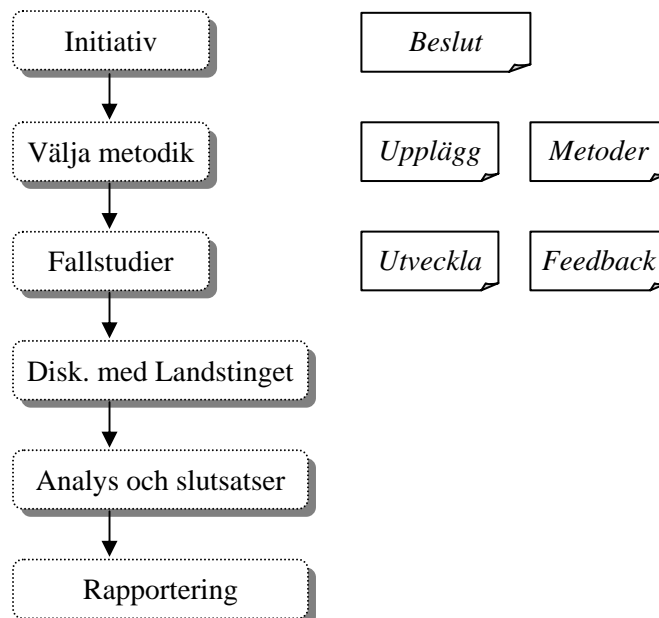 Initiativ
Beslut
Välja metodik
Upplägg
Metoder
Fallstudier
Utveckla
Feedback
Disk. med Landstinget
Analys och slutsatser
Rapportering